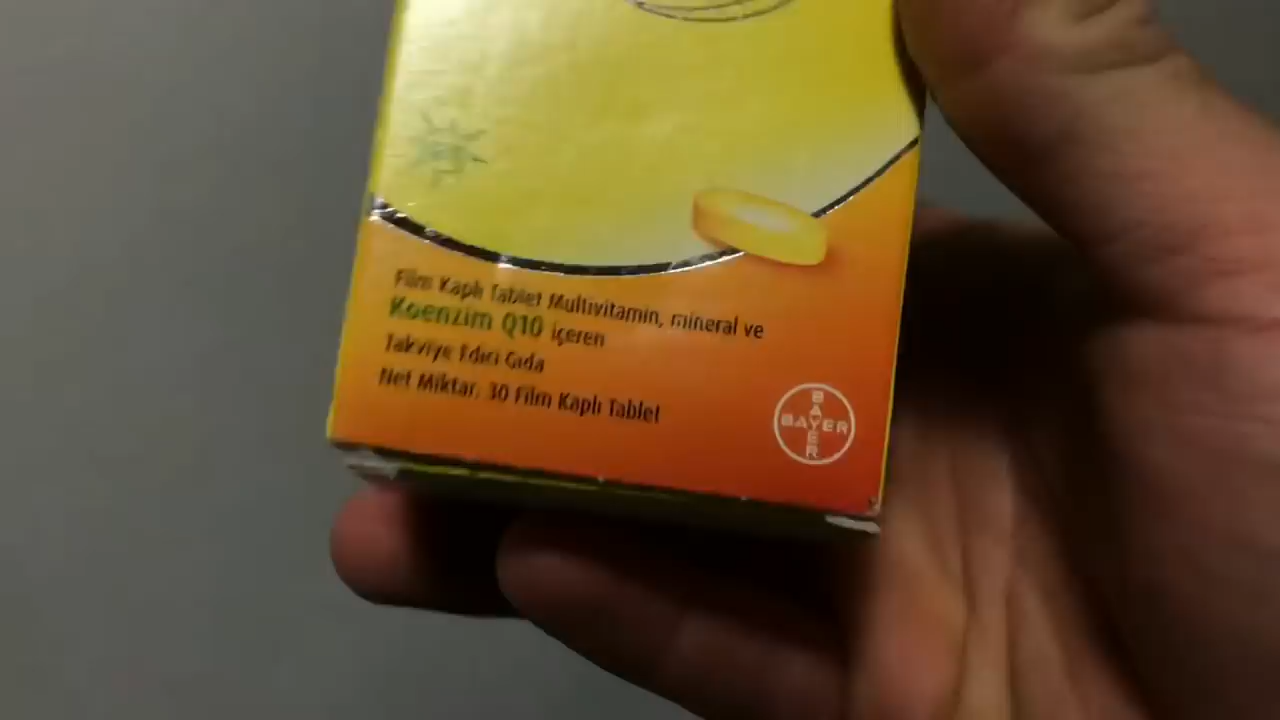 Film Kaplı Tablet Multivitamin, mineral ve
Koenzim Q10 içeren
Takviye Edici Gıda
Net Miktar: 30 Film Kaplı Tablet
BAYER
BAYER